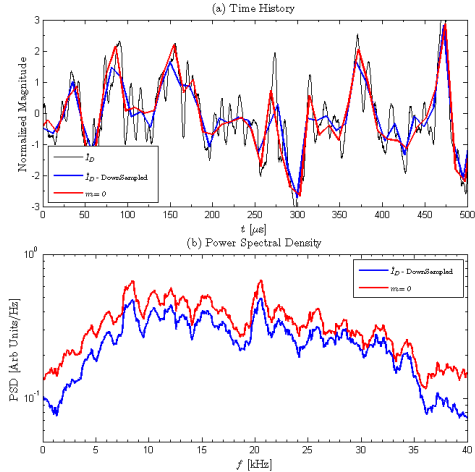 (a) Time History
Normalized Magnitude
3
2
1
0
-1
-2
-3
I_D
I_D - DownSampled
m = 0
0 50 100 150 200 250 300 350 400 450 500
t [μs]
(b) Power Spectral Density
PSD [Arb Units/Hz]
10^0
10^-1
I_D - DownSampled
m = 0
0 5 10 15 20 25 30 35 40
f [kHz]